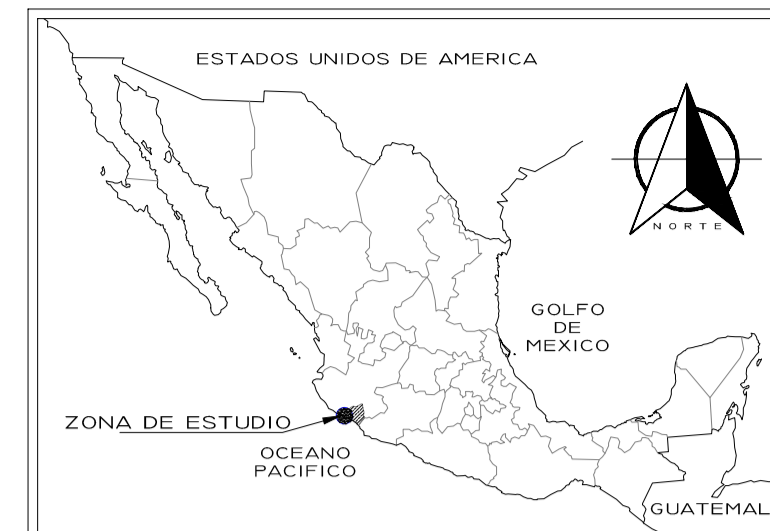 ESTADOS UNIDOS DE AMERICA
NORTE
GOLFO
DE
MEXICO
ZONA DE ESTUDIO
OCEANO
PACIFICO
GUATEMAL